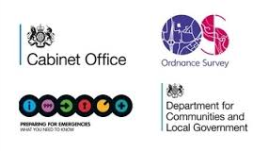 Cabinet Office
Ordnance Survey
PREPARING FOR EMERGENCIES
WHAT YOU NEED TO KNOW
Department for
Communities and
Local Government